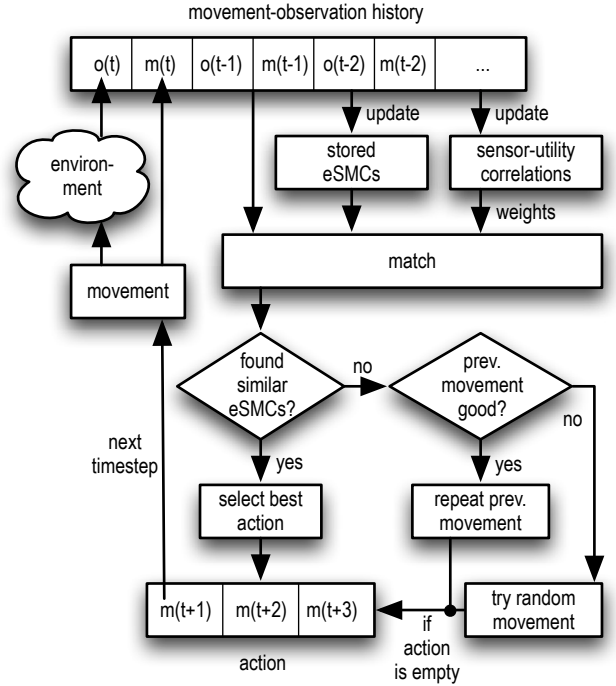 movement-observation history
o(t) m(t) o(t-1) m(t-1) o(t-2) m(t-2) ...
update update
environ-
ment
stored
eSMCs
sensor-utility
correlations
weights
match
movement
found
similar
eSMCs?
no
prev.
movement
good?
no
next
timestep
yes
yes
select best
action
repeat prev.
movement
m(t+1) m(t+2) m(t+3)
try random
movement
if
action
is empty
action